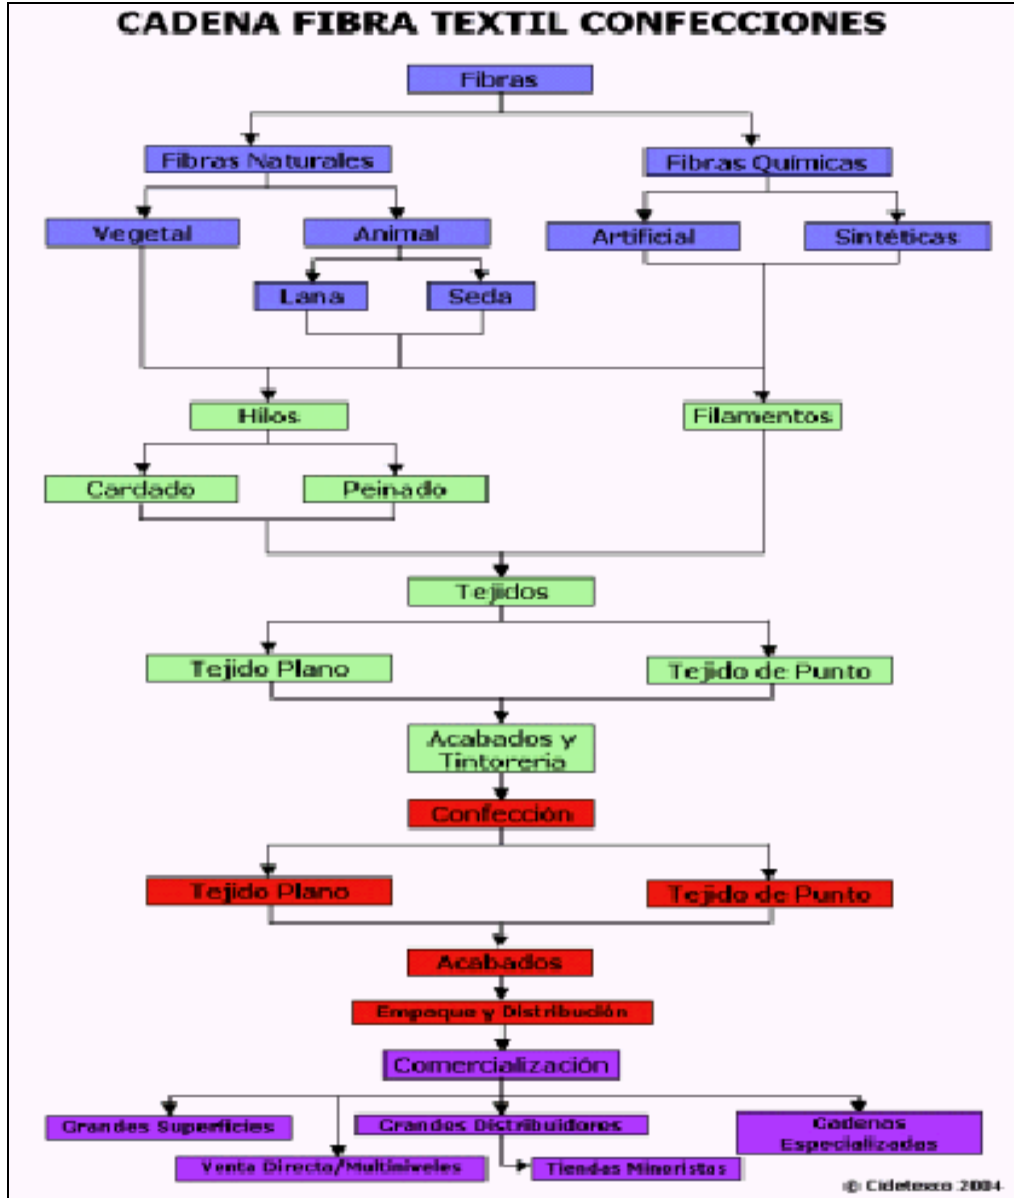 CADENA FIBRA TEXTIL CONFECCIONES
Fibras
Fibras Naturales
Fibras Químicas
Vegetal
Animal
Artificial
Sintéticas
Lana
Seda
Hilos
Filamentos
Cardado
Peinado
Tejidos
Tejido Plano
Tejido de Punto
Acabados y
Tintoreria
Confección
Tejido Plano
Tejido de Punto
Acabados
Empaque y Distribución
Comercialización
Grandes Superficies
Grandes Distribuidores
Cadenas
Especializadas
Venta Directa/Multiniveles
Tiendas Minoristas
© Cidetexco 2004